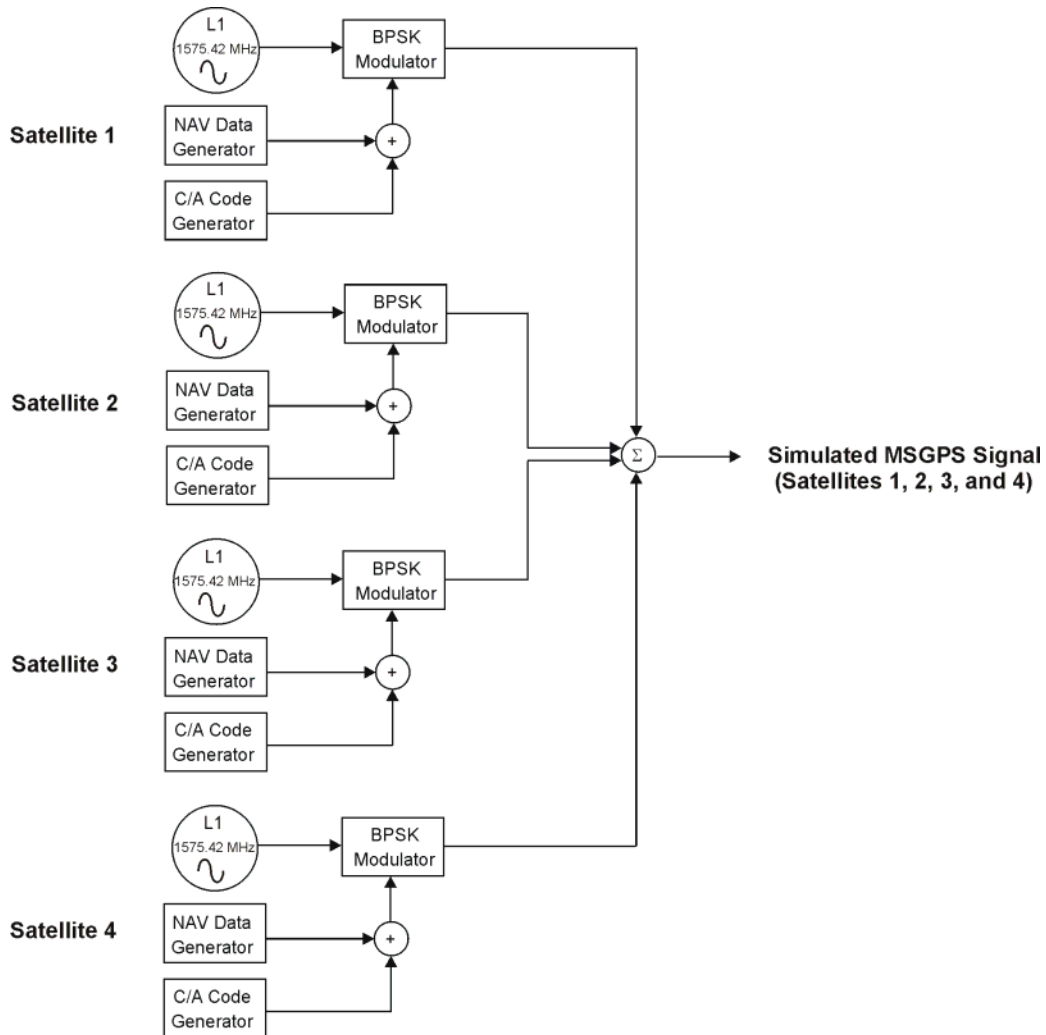 L1
1575.42 MHz
BPSK
Modulator
Satellite 1
NAV Data
Generator
+
C/A Code
Generator
L1
1575.42 MHz
BPSK
Modulator
Satellite 2
NAV Data
Generator
+
C/A Code
Generator
Σ
Simulated MSGPS Signal
(Satellites 1, 2, 3, and 4)
L1
1575.42 MHz
BPSK
Modulator
Satellite 3
NAV Data
Generator
+
C/A Code
Generator
L1
1575.42 MHz
BPSK
Modulator
Satellite 4
NAV Data
Generator
+
C/A Code
Generator